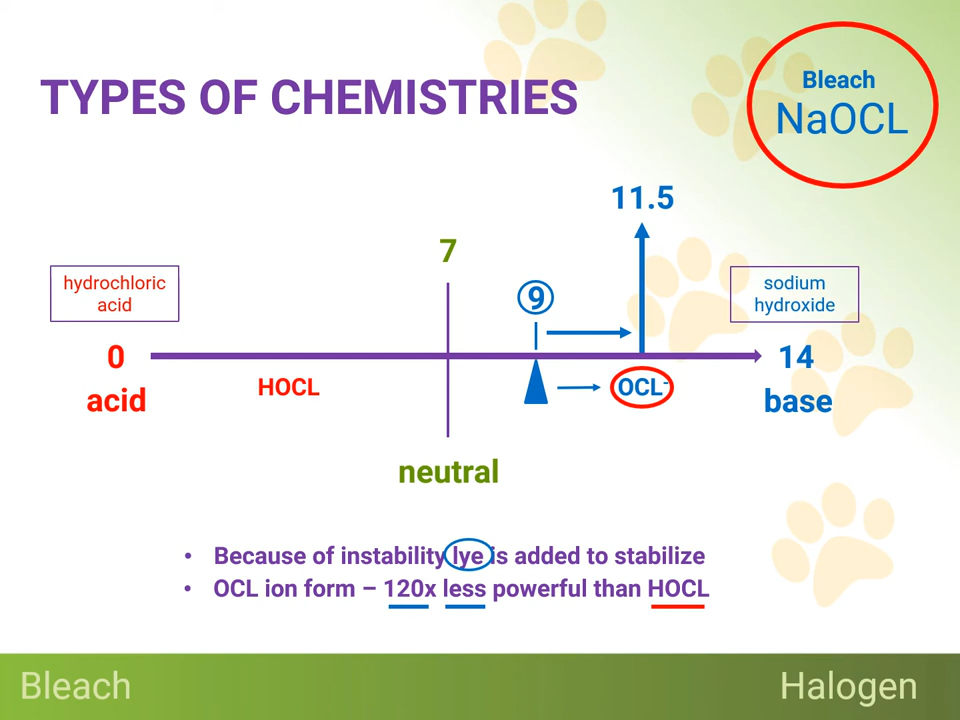 TYPES OF CHEMISTRIES
Bleach
NaOCL
11.5
7
hydrochloric
acid
9
sodium
hydroxide
0
14
acid
HOCL
OCL⁻
base
neutral
• Because of instability lye is added to stabilize
• OCL ion form – 120x less powerful than HOCL
Bleach
Halogen